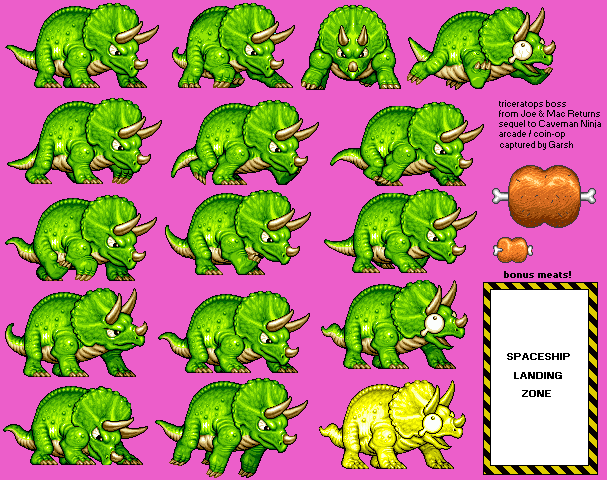 triceratops boss
from Joe & Mac Returns
sequel to Caveman Ninja
arcade / coin-op
captured by Garsh
bonus meats!
SPACESHIP
LANDING
ZONE